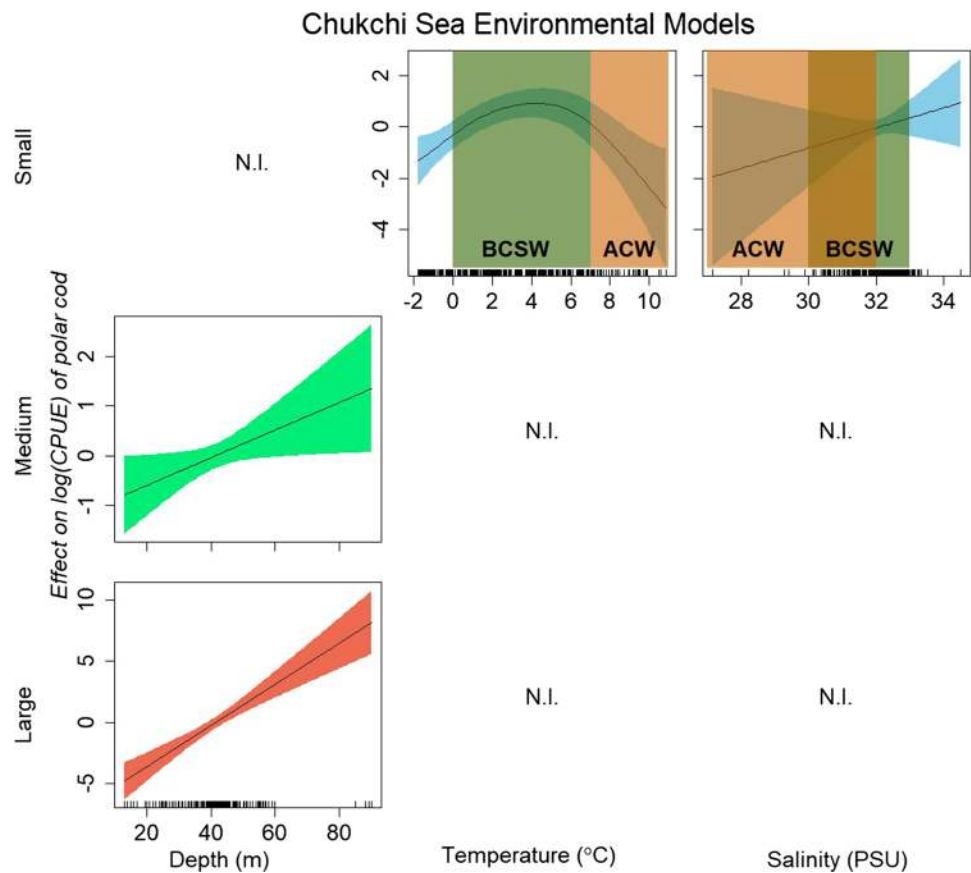 Chukchi Sea Environmental Models
Small
N.I.
2
0
-2
-4
BCSW
ACW
-2 0 2 4 6 8 10
ACW
BCSW
28 30 32 34
Effect on log(CPUE) of polar cod
Medium
2
1
0
-1
N.I.
N.I.
Large
10
5
0
-5
N.I.
N.I.
20 40 60 80
Depth (m)
Temperature (°C)
Salinity (PSU)